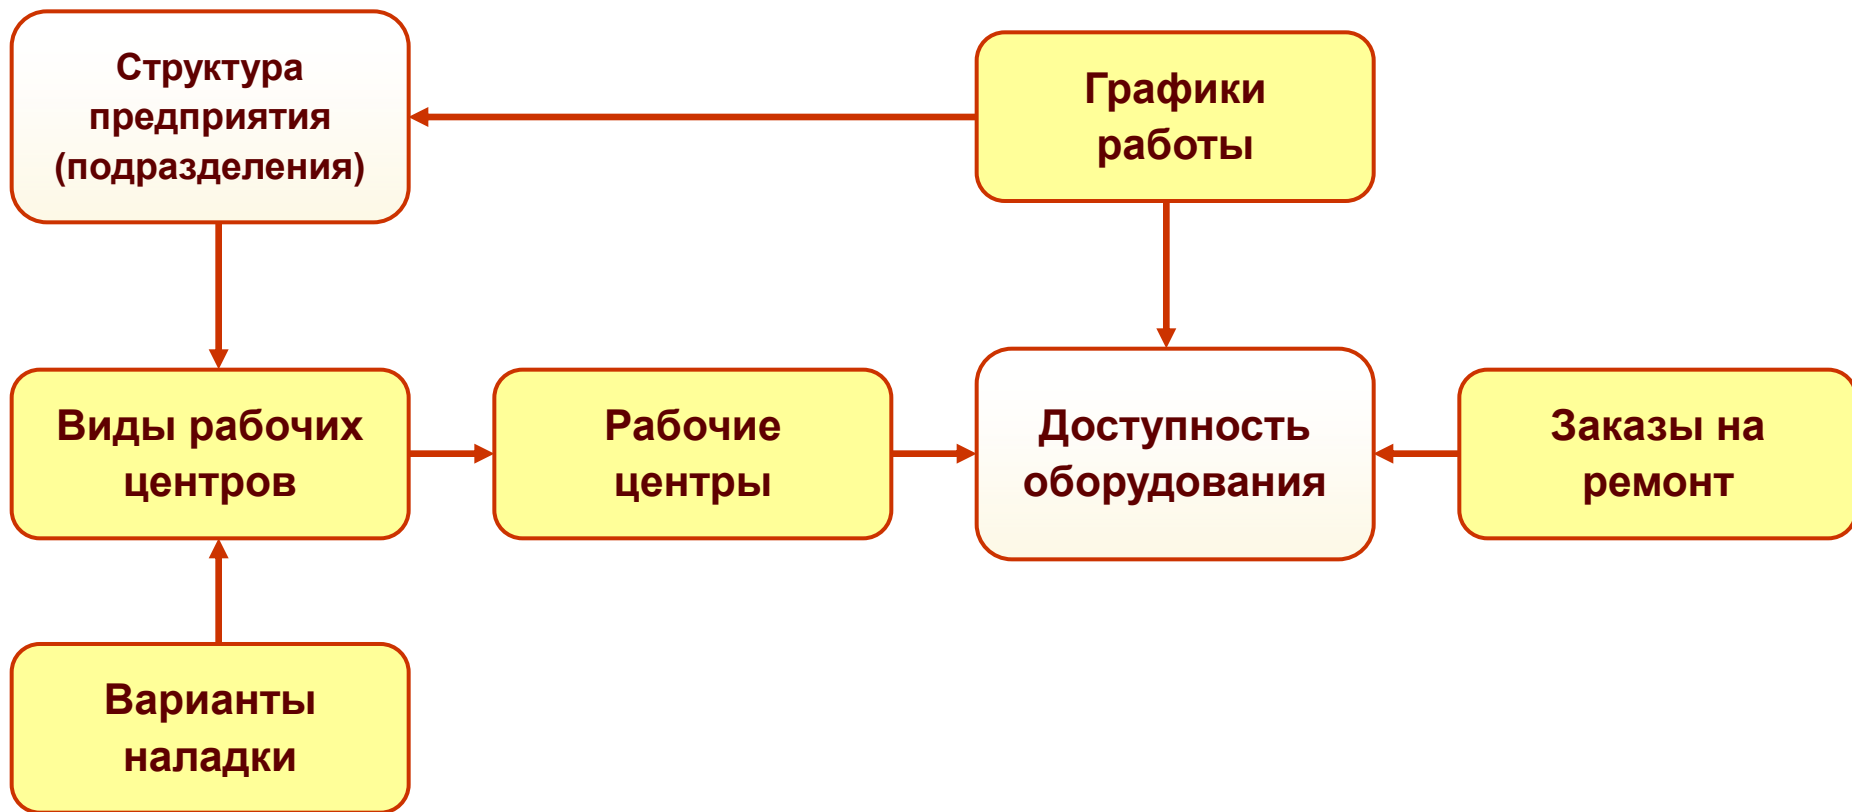 Структура
предприятия
(подразделения)
Графики
работы
Виды рабочих
центров
Рабочие
центры
Доступность
оборудования
Заказы на
ремонт
Варианты
наладки